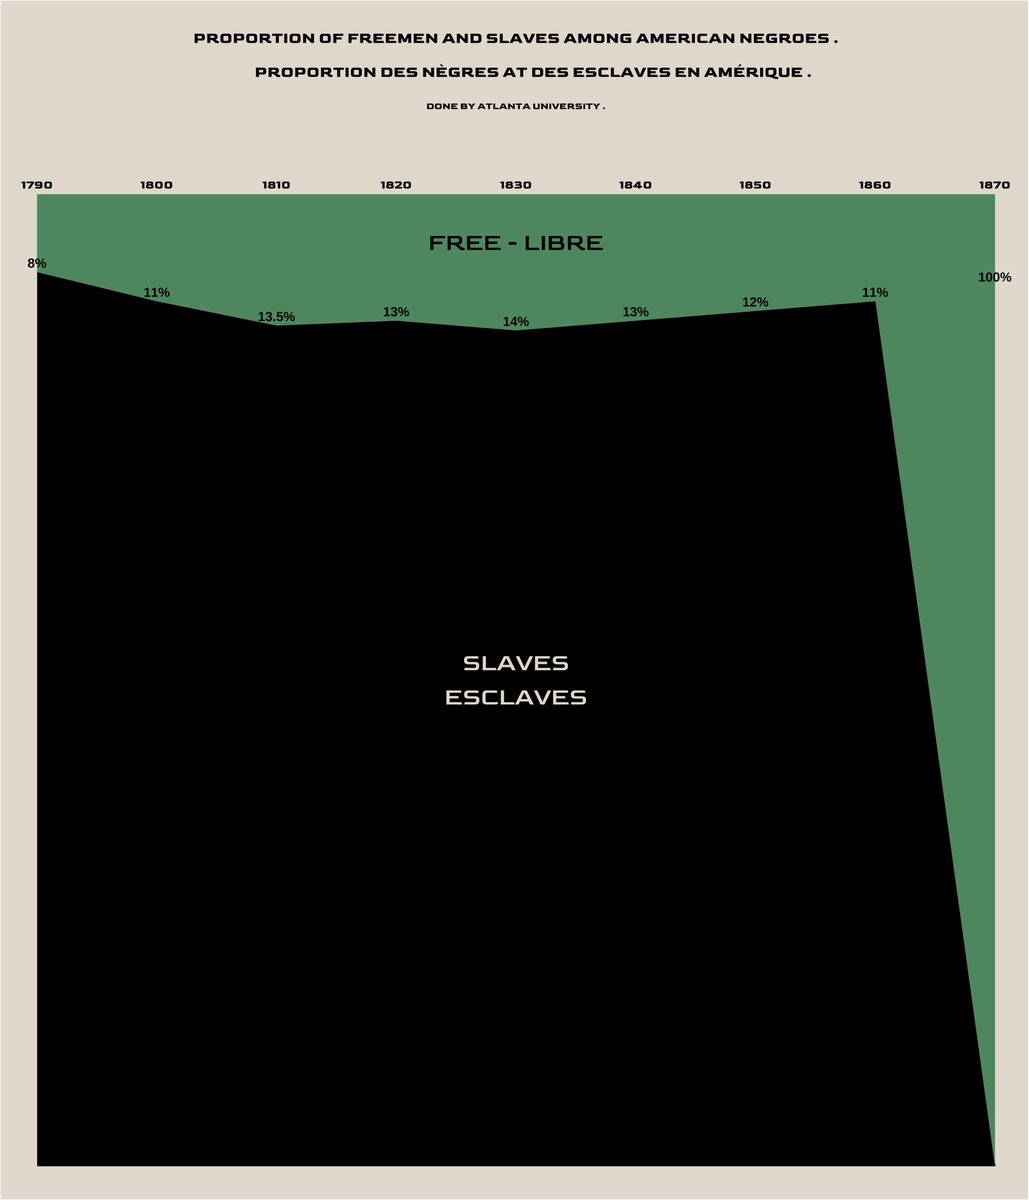 PROPORTION OF FREEMEN AND SLAVES AMONG AMERICAN NEGROES .
PROPORTION DES NÈGRES AT DES ESCLAVES EN AMÉRIQUE .
DONE BY ATLANTA UNIVERSITY .
1790 1800 1810 1820 1830 1840 1850 1860 1870
FREE - LIBRE
8% 11% 13.5% 13% 14% 13% 12% 11% 100%
SLAVES
ESCLAVES